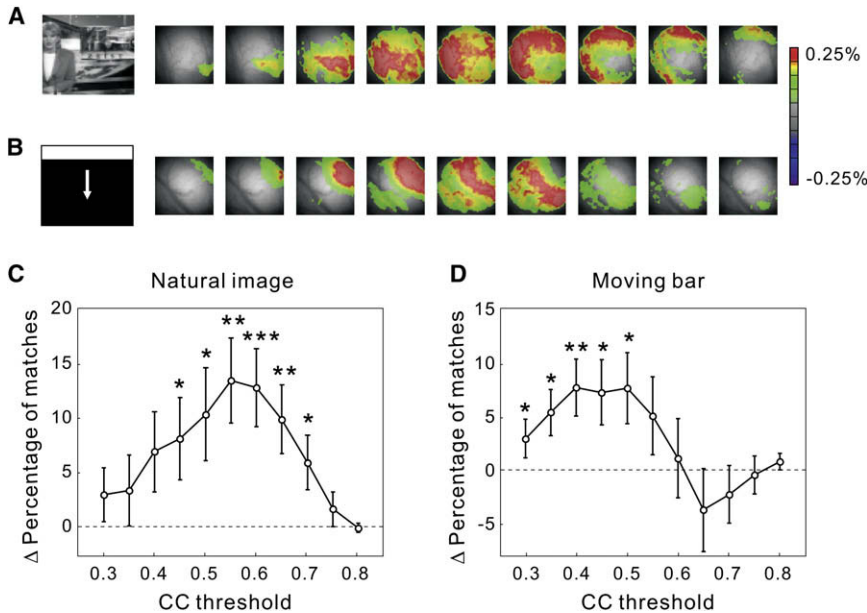 A
0.25%
B
-0.25%
C
Natural image
20
15
10
5
0
Δ Percentage of matches
**
***
*
*
**
*
0.3 0.4 0.5 0.6 0.7 0.8
CC threshold
D
Moving bar
15
10
5
0
-5
Δ Percentage of matches
**
*
*
*
*
0.3 0.4 0.5 0.6 0.7 0.8
CC threshold